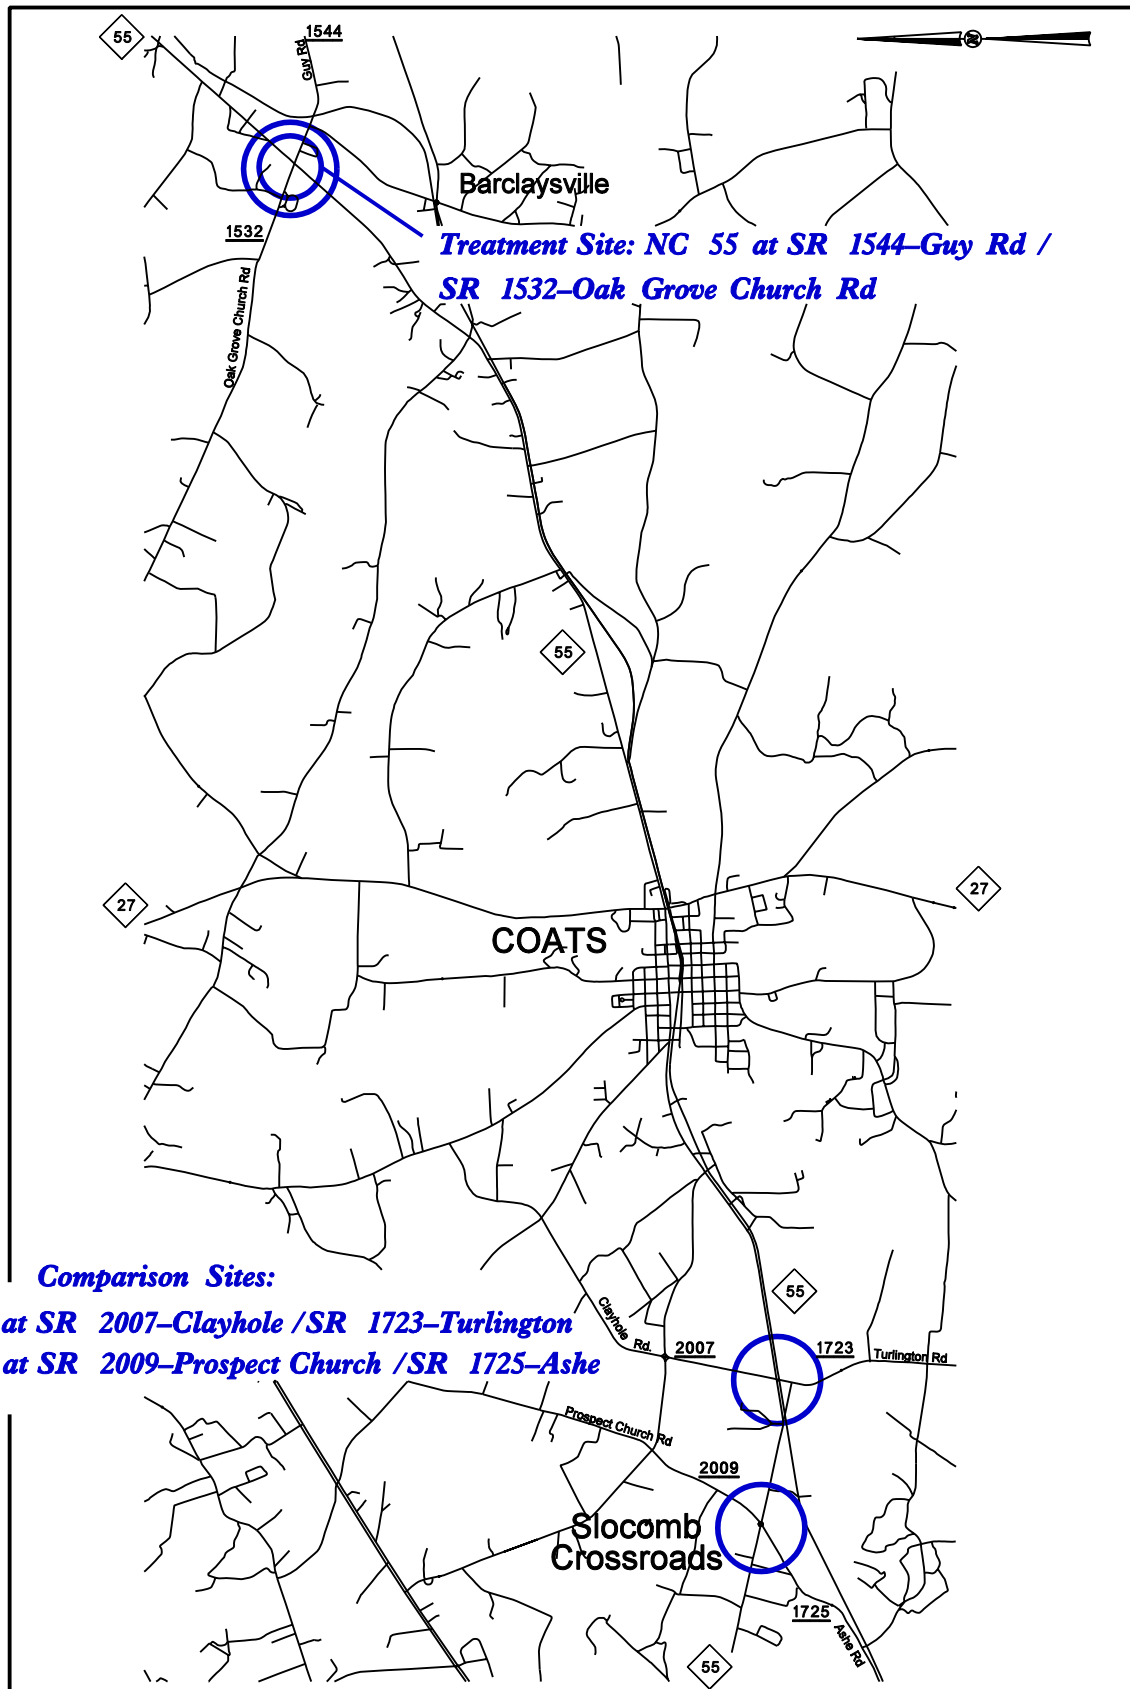 55
1544
Guy Rd
N
Barclaysville
1532
Treatment Site: NC 55 at SR 1544–Guy Rd /
SR 1532–Oak Grove Church Rd
Oak Grove Church Rd
55
27
27
COATS
Comparison Sites:
at SR 2007–Clayhole /SR 1723–Turlington
at SR 2009–Prospect Church /SR 1725–Ashe
55
Clayhole Rd.
2007
1723
Turlington Rd
Prospect Church Rd
2009
Slocomb
Crossroads
1725
Ashe Rd
55